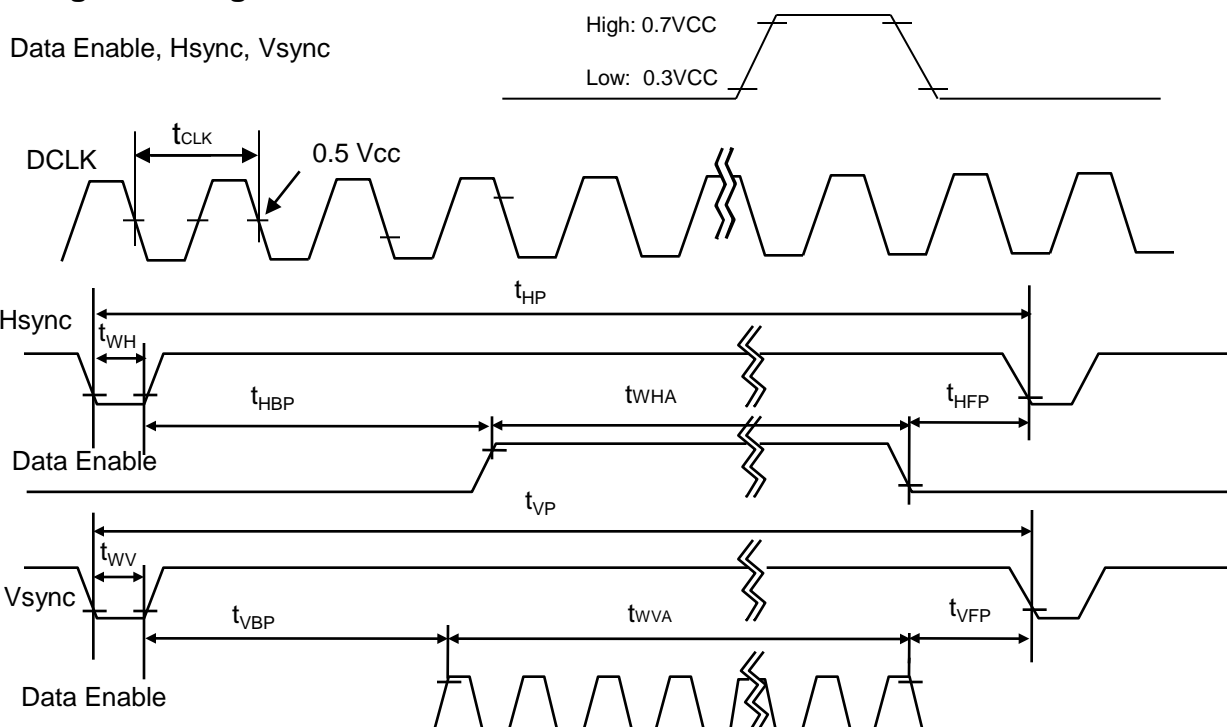 High: 0.7VCC
Data Enable, Hsync, Vsync
Low: 0.3VCC
tCLK
DCLK
0.5 Vcc
tHP
Hsync
tWH
tHBP
tWHA
tHFP
Data Enable
tVP
tWV
Vsync
tVBP
tWVA
tVFP
Data Enable